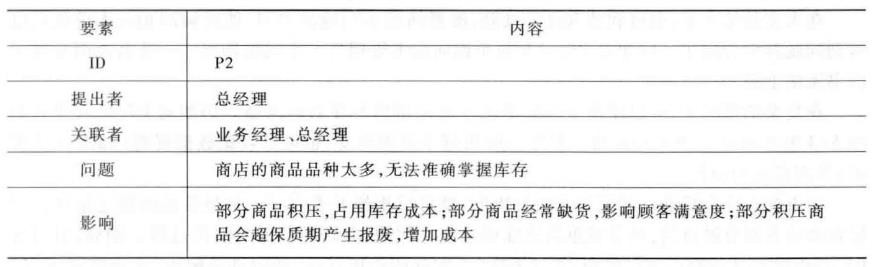 要素 内容
ID P2
提出者 总经理
关联者 业务经理、总经理
问题 商店的商品品种太多,无法准确掌握库存
影响 部分商品积压,占用库存成本;部分商品经常缺货,影响顾客满意度;部分积压商
品会超保质期产生报废,增加成本